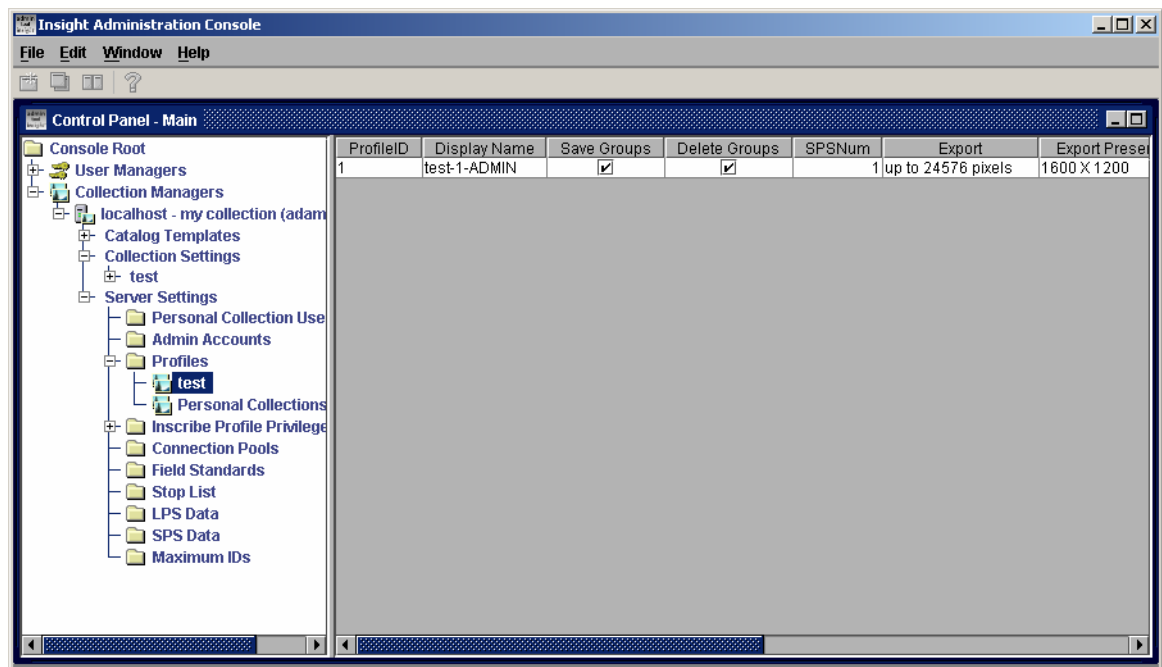 Insight Administration Console
File Edit Window Help
Control Panel - Main
Console Root
User Managers
Collection Managers
localhost - my collection (adam
Catalog Templates
Collection Settings
test
Server Settings
Personal Collection Use
Admin Accounts
Profiles
test
Personal Collections
Inscribe Profile Privilege
Connection Pools
Field Standards
Stop List
LPS Data
SPS Data
Maximum IDs
ProfileID Display Name Save Groups Delete Groups SPSNum Export Export Preser
1 test-1-ADMIN 1 up to 24576 pixels 1600 X 1200